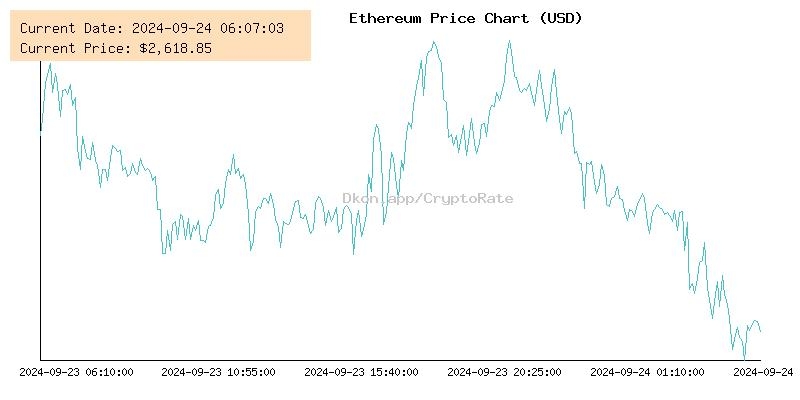 Ethereum Price Chart (USD)
Current Date: 2024-09-24 06:07:03
Current Price: $2,618.85
Dkon.app/CryptoRate
2024-09-23 06:10:00 2024-09-23 10:55:00 2024-09-23 15:40:00 2024-09-23 20:25:00 2024-09-24 01:10:00 2024-09-24